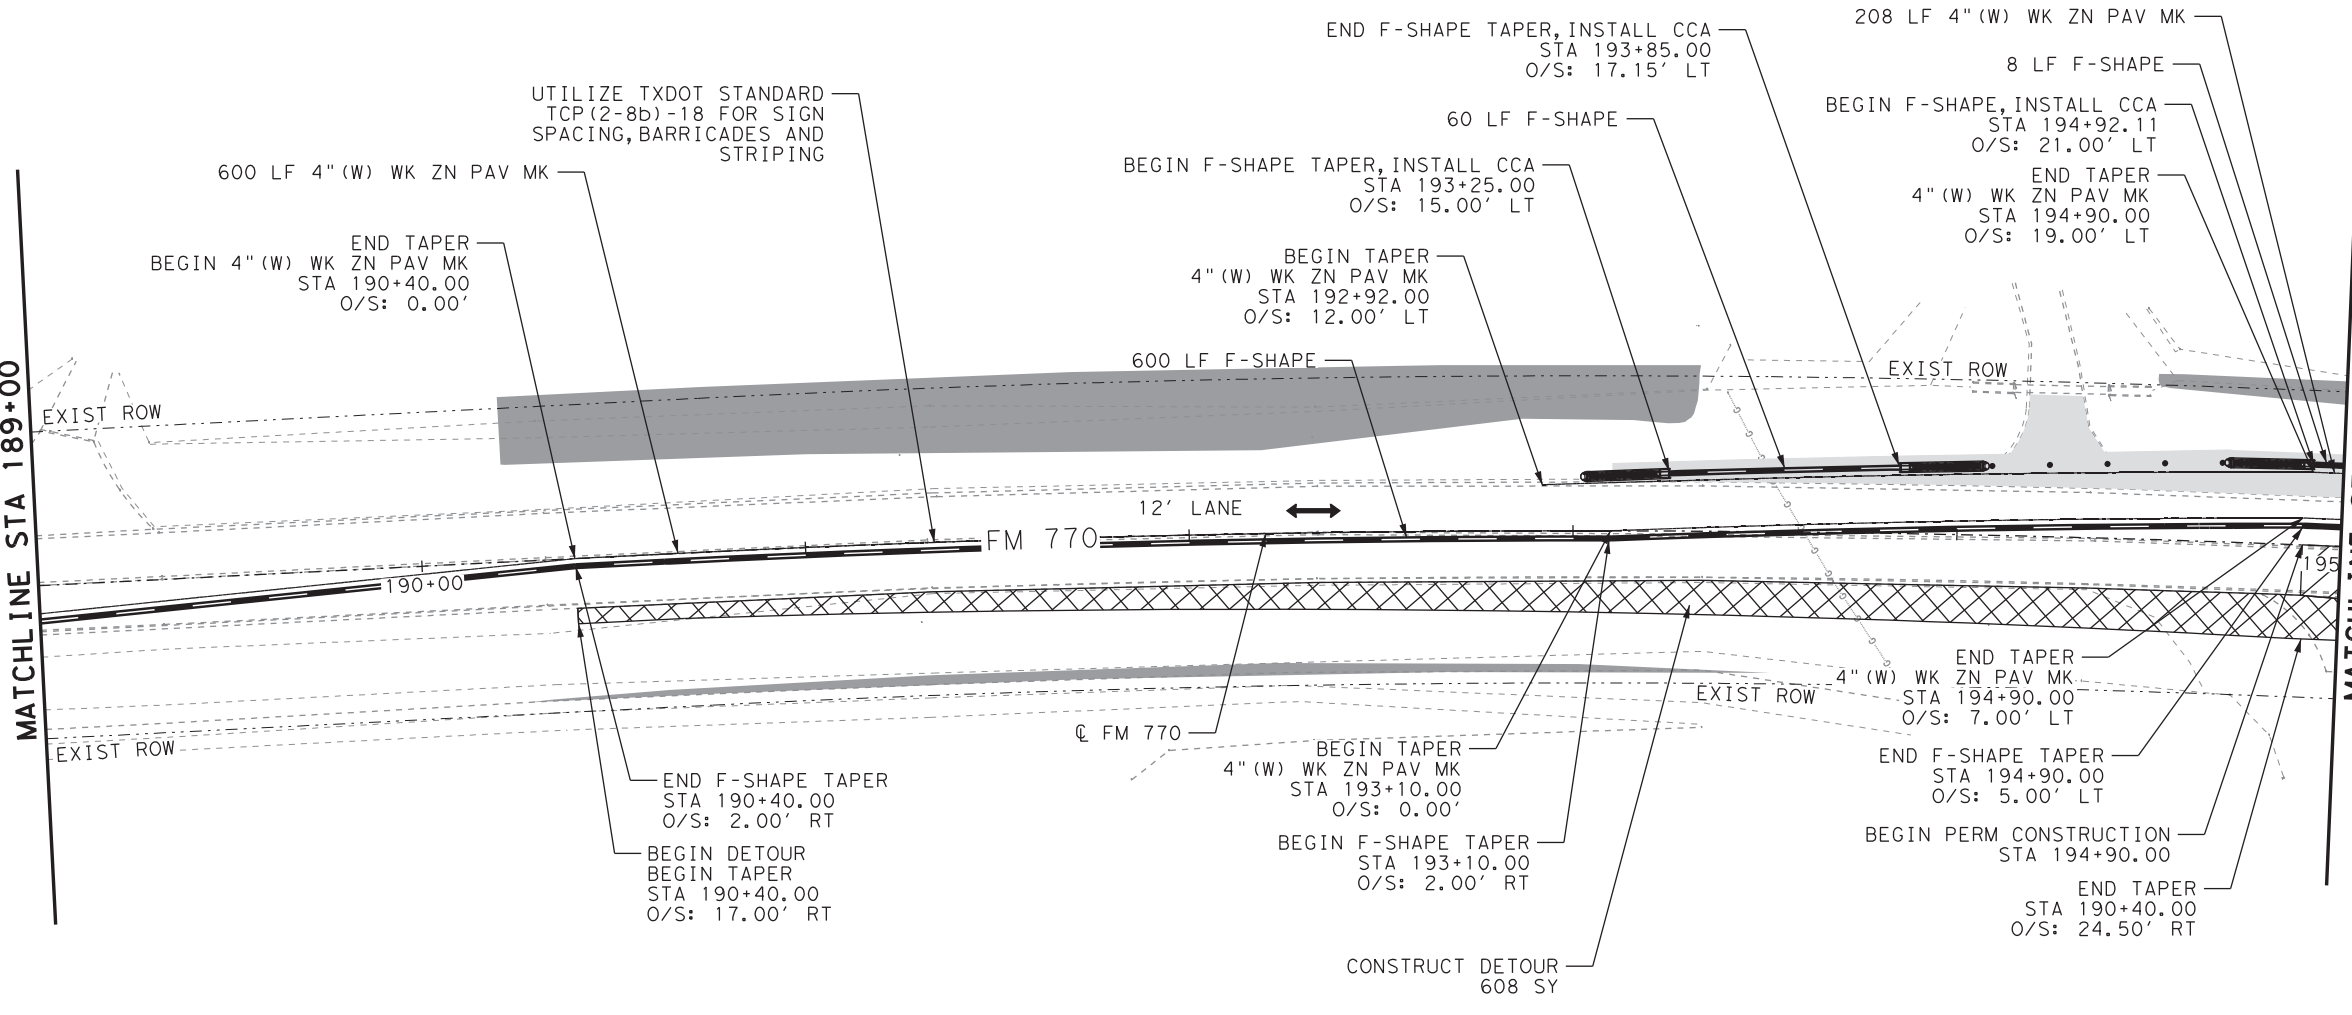 208 LF 4"(W) WK ZN PAV MK
END F-SHAPE TAPER, INSTALL CCA
STA 193+85.00
O/S: 17.15' LT
8 LF F-SHAPE
UTILIZE TXDOT STANDARD
TCP(2-8b)-18 FOR SIGN
SPACING, BARRICADES AND
STRIPING
BEGIN F-SHAPE, INSTALL CCA
STA 194+92.11
O/S: 21.00' LT
60 LF F-SHAPE
600 LF 4"(W) WK ZN PAV MK
BEGIN F-SHAPE TAPER, INSTALL CCA
STA 193+25.00
O/S: 15.00' LT
END TAPER
4"(W) WK ZN PAV MK
STA 194+90.00
O/S: 19.00' LT
END TAPER
BEGIN 4"(W) WK ZN PAV MK
STA 190+40.00
O/S: 0.00'
BEGIN TAPER
4"(W) WK ZN PAV MK
STA 192+92.00
O/S: 12.00' LT
600 LF F-SHAPE
EXIST ROW
EXIST ROW
MATCHLINE STA 189+00
12' LANE
FM 770
190+00
195
G
G
G
G
G
G
G
G
G
EXIST ROW
EXIST ROW
℄ FM 770
END TAPER
4"(W) WK ZN PAV MK
STA 194+90.00
O/S: 7.00' LT
BEGIN TAPER
4"(W) WK ZN PAV MK
STA 193+10.00
O/S: 0.00'
END F-SHAPE TAPER
STA 194+90.00
O/S: 5.00' LT
END F-SHAPE TAPER
STA 190+40.00
O/S: 2.00' RT
BEGIN F-SHAPE TAPER
STA 193+10.00
O/S: 2.00' RT
BEGIN PERM CONSTRUCTION
STA 194+90.00
BEGIN DETOUR
BEGIN TAPER
STA 190+40.00
O/S: 17.00' RT
END TAPER
STA 190+40.00
O/S: 24.50' RT
CONSTRUCT DETOUR
608 SY